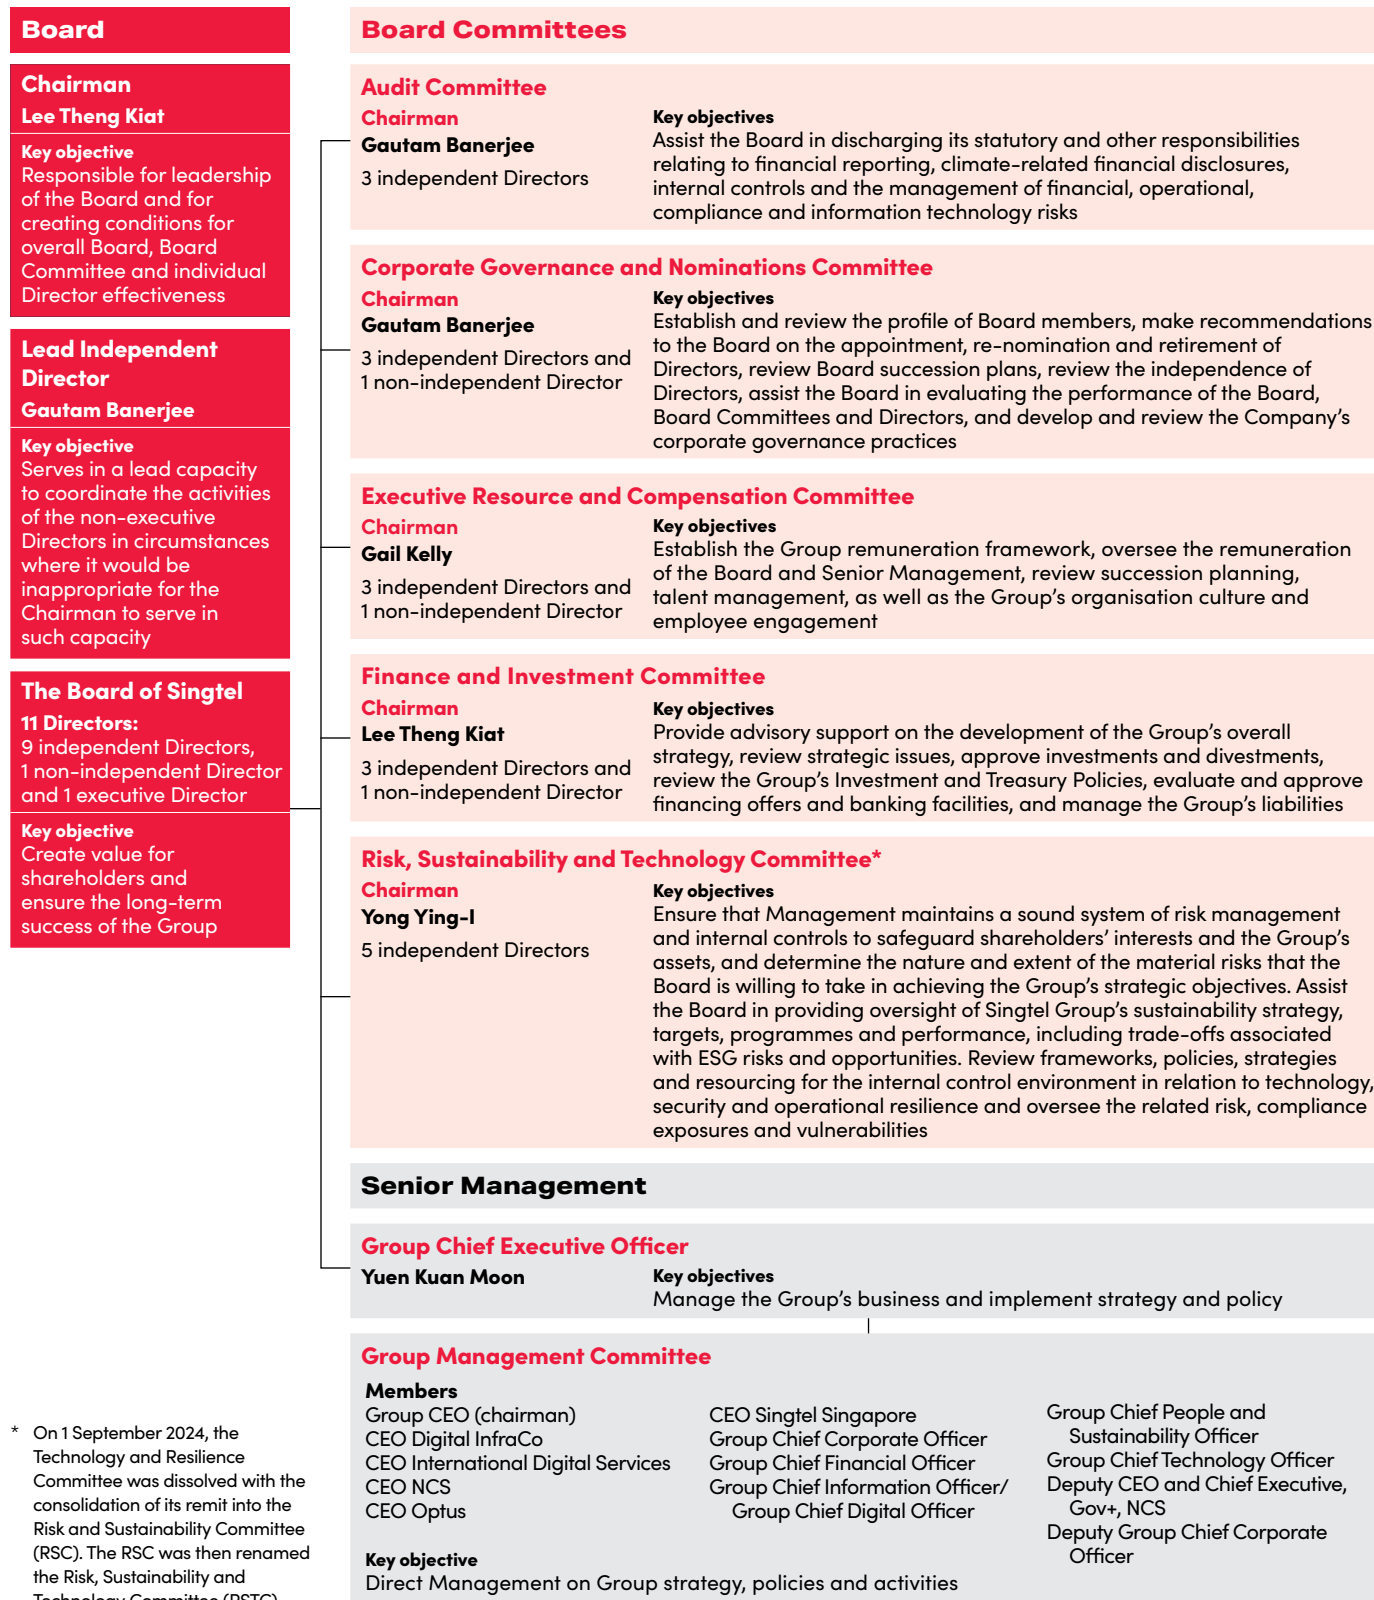 Board
Chairman
Lee Theng Kiat
Key objective
Responsible for leadership
of the Board and for
creating conditions for
overall Board, Board
Committee and individual
Director effectiveness
Lead Independent
Director
Gautam Banerjee
Key objective
Serves in a lead capacity
to coordinate the activities
of the non-executive
Directors in circumstances
where it would be
inappropriate for the
Chairman to serve in
such capacity
The Board of Singtel
11 Directors:
9 independent Directors,
1 non-independent Director
and 1 executive Director
Key objective
Create value for
shareholders and
ensure the long-term
success of the Group
Board Committees
Audit Committee
Chairman
Gautam Banerjee
3 independent Directors
Key objectives
Assist the Board in discharging its statutory and other responsibilities
relating to financial reporting, climate-related financial disclosures,
internal controls and the management of financial, operational,
compliance and information technology risks
Corporate Governance and Nominations Committee
Chairman
Gautam Banerjee
3 independent Directors and
1 non-independent Director
Key objectives
Establish and review the profile of Board members, make recommendations
to the Board on the appointment, re-nomination and retirement of
Directors, review Board succession plans, review the independence of
Directors, assist the Board in evaluating the performance of the Board,
Board Committees and Directors, and develop and review the Company's
corporate governance practices
Executive Resource and Compensation Committee
Chairman
Gail Kelly
3 independent Directors and
1 non-independent Director
Key objectives
Establish the Group remuneration framework, oversee the remuneration
of the Board and Senior Management, review succession planning,
talent management, as well as the Group's organisation culture and
employee engagement
Finance and Investment Committee
Chairman
Lee Theng Kiat
3 independent Directors and
1 non-independent Director
Key objectives
Provide advisory support on the development of the Group's overall
strategy, review strategic issues, approve investments and divestments,
review the Group's Investment and Treasury Policies, evaluate and approve
financing offers and banking facilities, and manage the Group's liabilities
Risk, Sustainability and Technology Committee*
Chairman
Yong Ying-I
5 independent Directors
Key objectives
Ensure that Management maintains a sound system of risk management
and internal controls to safeguard shareholders' interests and the Group's
assets, and determine the nature and extent of the material risks that the
Board is willing to take in achieving the Group's strategic objectives. Assist
the Board in providing oversight of Singtel Group's sustainability strategy,
targets, programmes and performance, including trade-offs associated
with ESG risks and opportunities. Review frameworks, policies, strategies
and resourcing for the internal control environment in relation to technology,
security and operational resilience and oversee the related risk, compliance
exposures and vulnerabilities
Senior Management
Group Chief Executive Officer
Yuen Kuan Moon
Key objectives
Manage the Group's business and implement strategy and policy
Group Management Committee
Members
Group CEO (chairman)
CEO Digital InfraCo
CEO International Digital Services
CEO NCS
CEO Optus
CEO Singtel Singapore
Group Chief Corporate Officer
Group Chief Financial Officer
Group Chief Information Officer/
Group Chief Digital Officer
Group Chief People and
Sustainability Officer
Group Chief Technology Officer
Deputy CEO and Chief Executive,
Gov+, NCS
Deputy Group Chief Corporate
Officer
Key objective
Direct Management on Group strategy, policies and activities
* On 1 September 2024, the
Technology and Resilience
Committee was dissolved with the
consolidation of its remit into the
Risk and Sustainability Committee
(RSC). The RSC was then renamed
the Risk, Sustainability and
Technology Committee (RSTC)